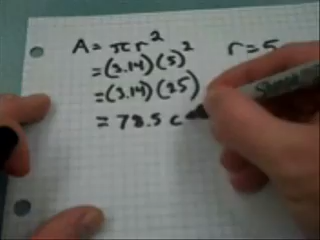 A = πr² r = 5
= (3.14)(5)²
= (3.14)(25)
= 78.5 c